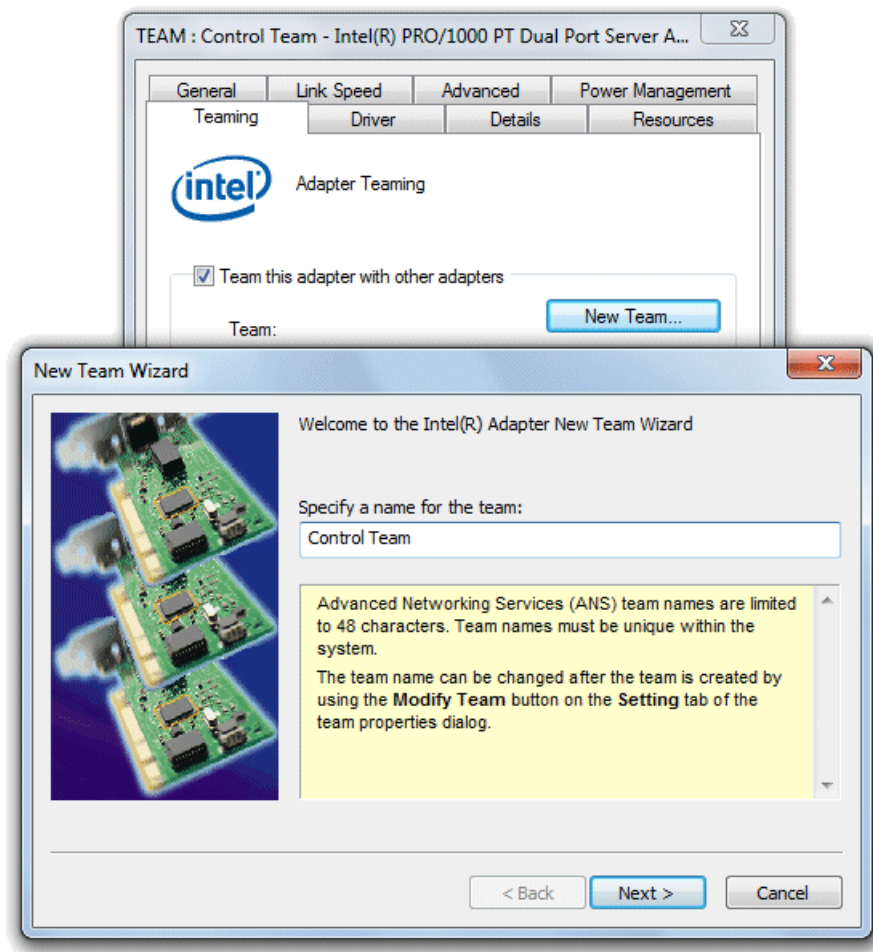 TEAM : Control Team - Intel(R) PRO/1000 PT Dual Port Server A...
General Link Speed Advanced Power Management
Teaming Driver Details Resources
intel
Adapter Teaming
Team this adapter with other adapters
New Team...
Team:
New Team Wizard
Welcome to the Intel(R) Adapter New Team Wizard
Specify a name for the team:
Control Team
Advanced Networking Services (ANS) team names are limited
to 48 characters. Team names must be unique within the
system.
The team name can be changed after the team is created by
using the Modify Team button on the Setting tab of the
team properties dialog.
< Back Next > Cancel